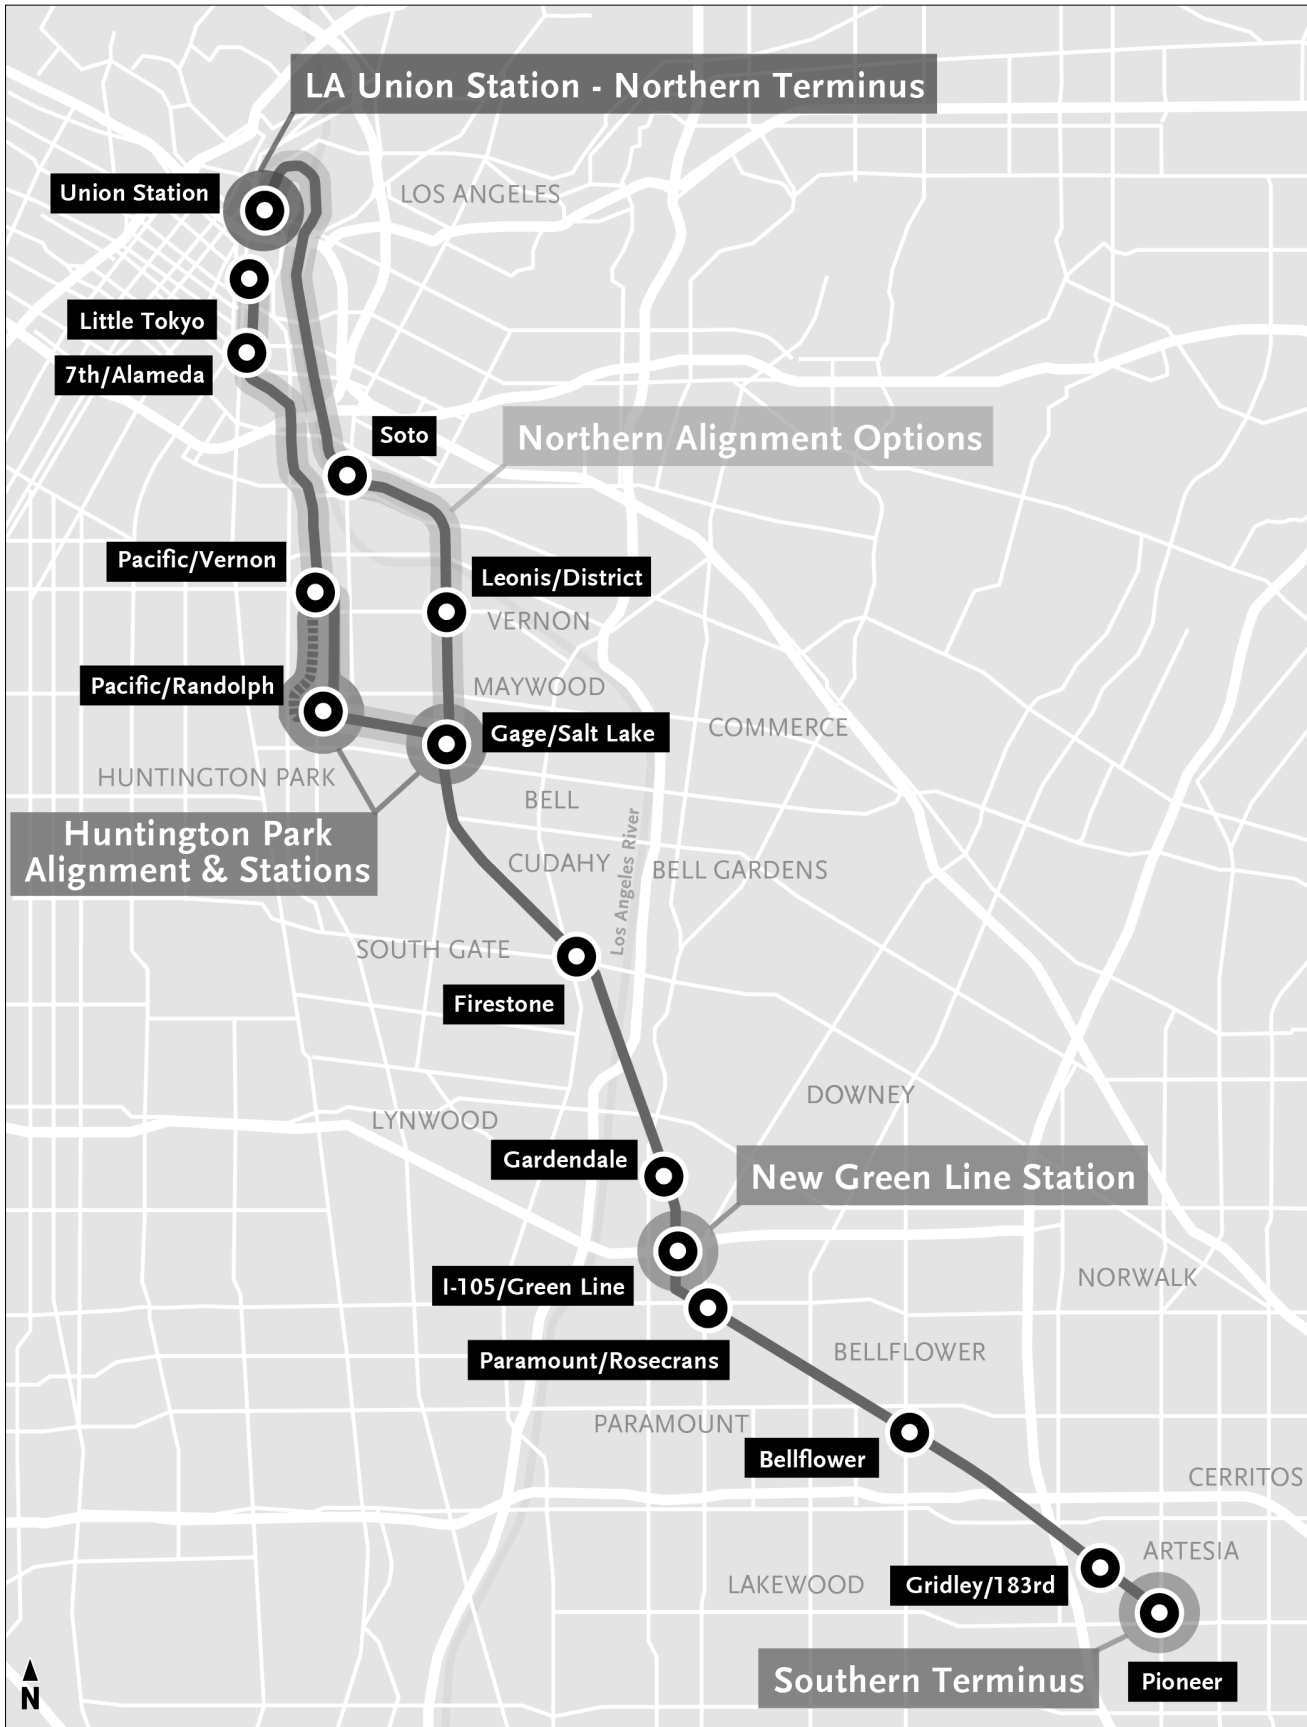 LA Union Station - Northern Terminus
Union Station
LOS ANGELES
Little Tokyo
7th/Alameda
Soto
Northern Alignment Options
Pacific/Vernon
Leonis/District
VERNON
Pacific/Randolph
MAYWOOD
Gage/Salt Lake
COMMERCE
HUNTINGTON PARK
BELL
Huntington Park
Alignment & Stations
CUDAHY
Los Angeles River
BELL GARDENS
SOUTH GATE
Firestone
DOWNEY
LYNWOOD
Gardendale
New Green Line Station
I-105/Green Line
NORWALK
Paramount/Rosecrans
BELLFLOWER
PARAMOUNT
Bellflower
CERRITOS
ARTESIA
LAKEWOOD
Gridley/183rd
Southern Terminus
Pioneer
N